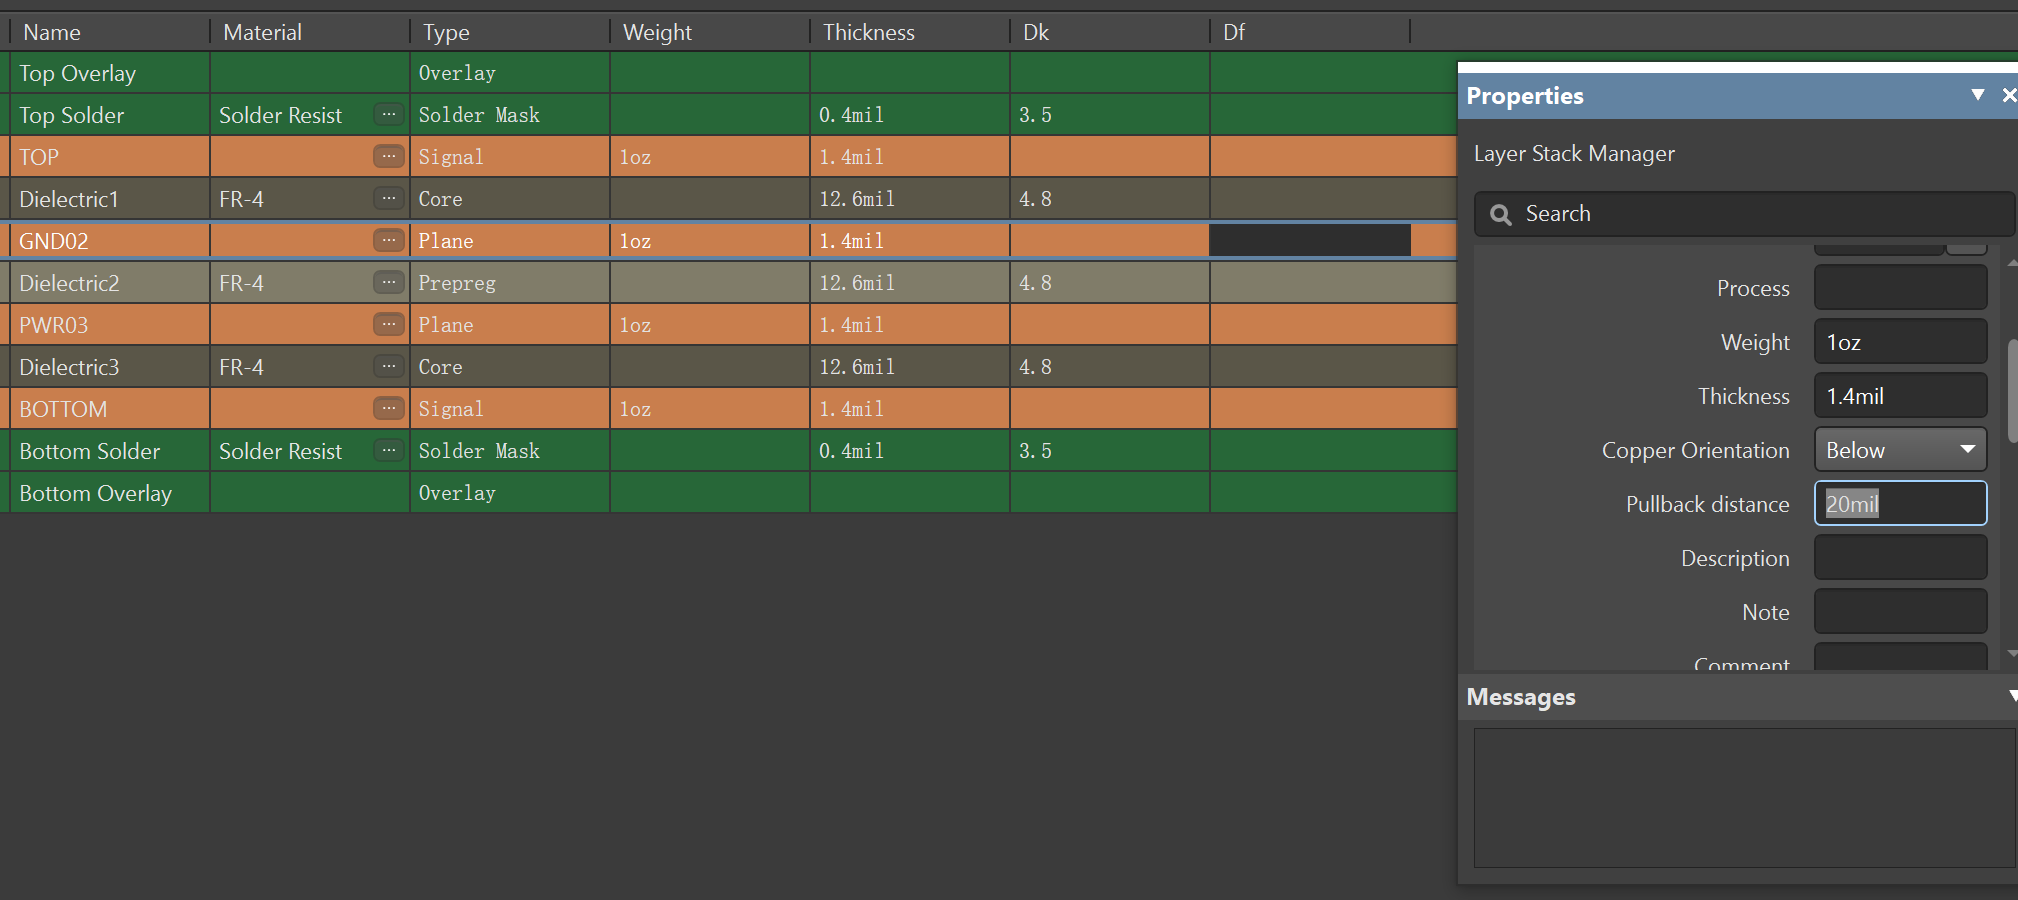 Name Material Type Weight Thickness Dk Df
Top Overlay Overlay
Top Solder Solder Resist ... Solder Mask 0.4mil 3.5
TOP ... Signal 1oz 1.4mil
Dielectric1 FR-4 ... Core 12.6mil 4.8
GND02 ... Plane 1oz 1.4mil
Dielectric2 FR-4 ... Prepreg 12.6mil 4.8
PWR03 ... Plane 1oz 1.4mil
Dielectric3 FR-4 ... Core 12.6mil 4.8
BOTTOM ... Signal 1oz 1.4mil
Bottom Solder Solder Resist ... Solder Mask 0.4mil 3.5
Bottom Overlay Overlay
Properties
Layer Stack Manager
Search
Process
Weight 1oz
Thickness 1.4mil
Copper Orientation Below
Pullback distance 20mil
Description
Note
Comment
Messages